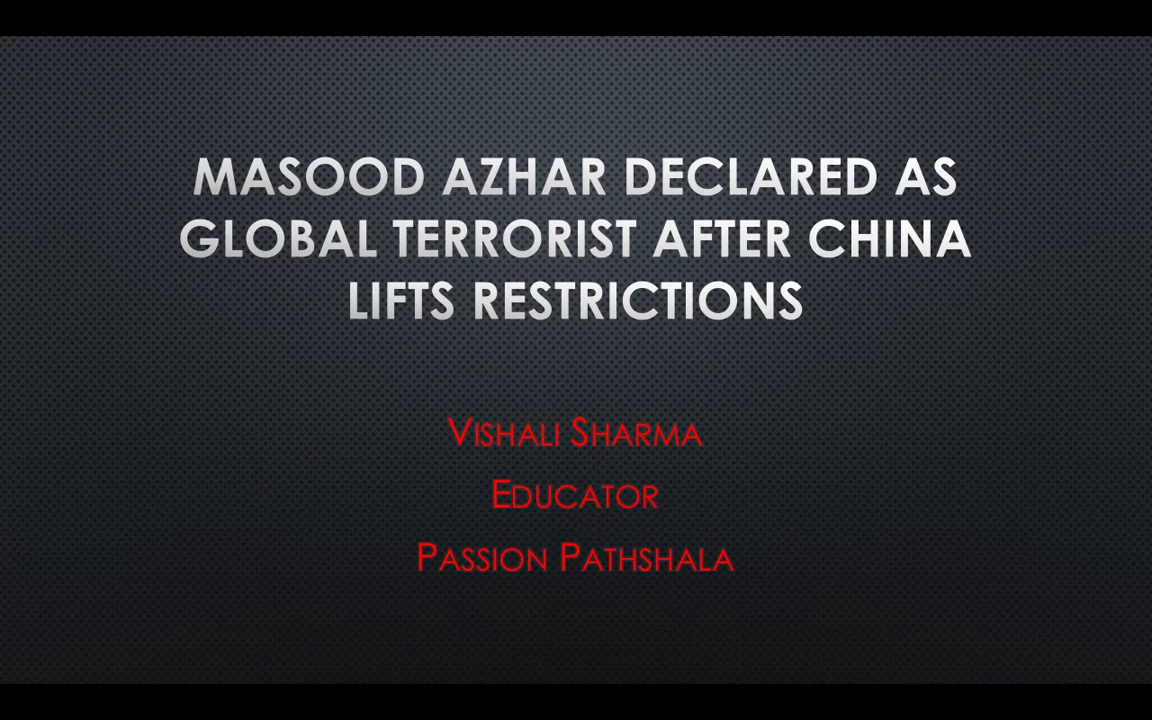 MASOOD AZHAR DECLARED AS
GLOBAL TERRORIST AFTER CHINA
LIFTS RESTRICTIONS
VISHALI SHARMA
EDUCATOR
PASSION PATHSHALA